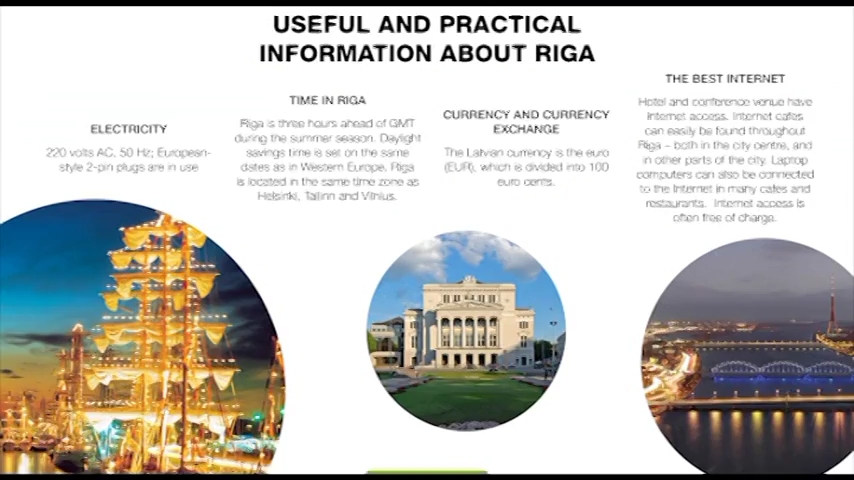 USEFUL AND PRACTICAL
INFORMATION ABOUT RIGA
ELECTRICITY
220 volts AC, 50 Hz; European-
style 2-pin plugs are in use
TIME IN RIGA
Riga is three hours ahead of GMT
during the summer season. Daylight
savings time is set on the same
dates as in Western Europe. Riga
is located in the same time zone as
Helsinki, Tallinn and Vilnius.
CURRENCY AND CURRENCY
EXCHANGE
The Latvian currency is the euro
(EUR), which is divided into 100
euro cents.
THE BEST INTERNET
Hotel and conference venue have
Internet access. Internet cafes
can easily be found throughout
Riga – both in the city centre, and
in other parts of the city. Laptop
computers can also be connected
to the Internet in many cafes and
restaurants. Internet access is
often free of charge.